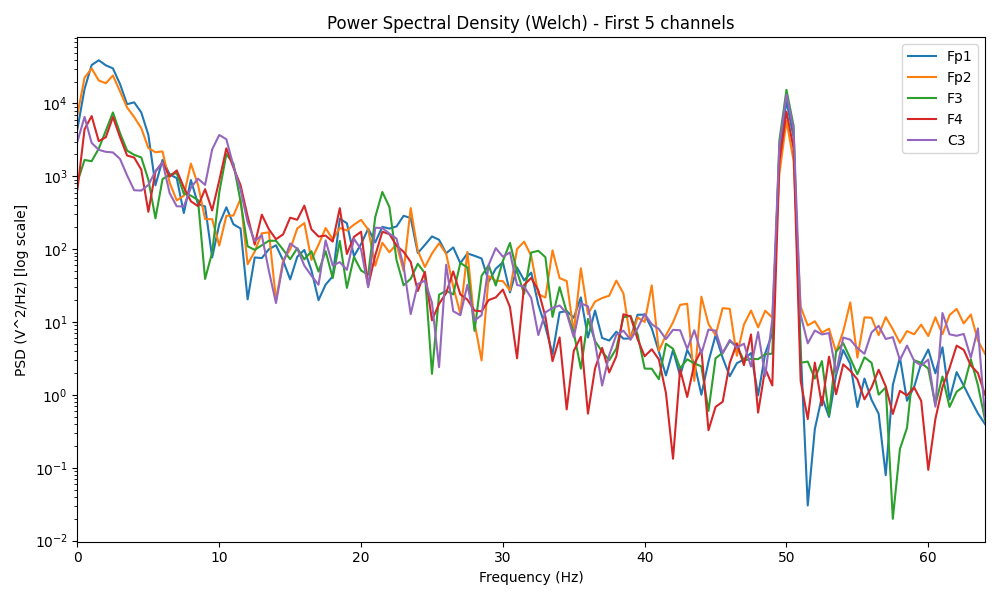 Power Spectral Density (Welch) - First 5 channels
PSD (V^2/Hz) [log scale]
10^4
10^3
10^2
10^1
10^0
10^-1
10^-2
Fp1
Fp2
F3
F4
C3
0 10 20 30 40 50 60
Frequency (Hz)